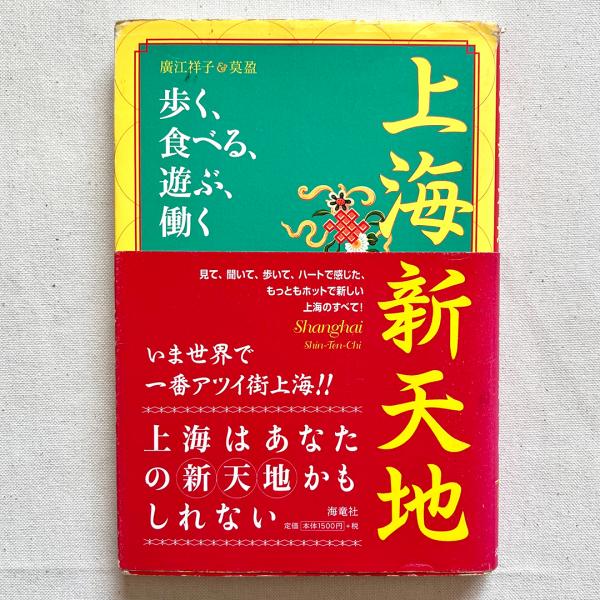 廣江祥子&莫盈
歩く、
食べる、
遊ぶ、
働く
上海新天地
見て、聞いて、歩いて、ハートで感じた、
もっともホットで新しい
上海のすべて!
Shanghai
Shin-Ten-Chi
いま世界で
一番アツイ街上海!!
上海はあなた
の新天地かも
しれない
海竜社
定価 本体1500円 +税